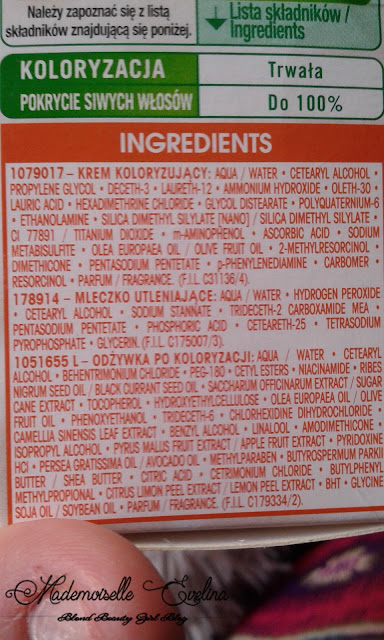 Należy zapoznać się z listą
składników znajdującą się poniżej.
Lista składników /
Ingredients
KOLORYZACJA Trwała
POKRYCIE SIWYCH WŁOSÓW Do 100%
INGREDIENTS
1079017 – KREM KOLORYZUJĄCY: AQUA / WATER • CETEARYL ALCOHOL •
PROPYLENE GLYCOL • DECETH-3 • LAURETH-12 • AMMONIUM HYDROXIDE • OLETH-30 •
LAURIC ACID • HEXADIMETHRINE CHLORIDE • GLYCOL DISTEARATE • POLYQUATERNIUM-6
• ETHANOLAMINE • SILICA DIMETHYL SILYLATE [NANO] / SILICA DIMETHYL SILYLATE •
CI 77891 / TITANIUM DIOXIDE • m-AMINOPHENOL • ASCORBIC ACID • SODIUM
METABISULFITE • OLEA EUROPAEA OIL / OLIVE FRUIT OIL • 2-METHYLRESORCINOL •
DIMETHICONE • PENTASODIUM PENTETATE • p-PHENYLENEDIAMINE • CARBOMER •
RESORCINOL • PARFUM / FRAGRANCE. (F.I.L. C31136/4).
178914 – MLECZKO UTLENIAJĄCE: AQUA / WATER • HYDROGEN PEROXIDE
• CETEARYL ALCOHOL • SODIUM STANNATE • TRIDECETH-2 CARBOXAMIDE MEA •
PENTASODIUM PENTETATE • PHOSPHORIC ACID • CETEARETH-25 • TETRASODIUM
PYROPHOSPHATE • GLYCERIN. (F.I.L. C175007/3).
1051655 L – ODŻYWKA PO KOLORYZACJI: AQUA / WATER • CETEARYL
ALCOHOL • BEHENTRIMONIUM CHLORIDE • PEG-180 • CETYL ESTERS • NIACINAMIDE • RIBES
NIGRUM SEED OIL / BLACK CURRANT SEED OIL • SACCHARUM OFFICINARUM EXTRACT / SUGAR
CANE EXTRACT • TOCOPHEROL • HYDROXYETHYLCELLULOSE • OLEA EUROPAEA OIL / OLIVE
FRUIT OIL • PHENOXYETHANOL • TRIDECETH-6 • CHLORHEXIDINE DIHYDROCHLORIDE •
CAMELLIA SINENSIS LEAF EXTRACT • BENZYL ALCOHOL • LINALOOL • AMODIMETHICONE •
ISOPROPYL ALCOHOL • PYRUS MALUS FRUIT EXTRACT / APPLE FRUIT EXTRACT • PYRIDOXINE
HCI • PERSEA GRATISSIMA OIL / AVOCADO OIL • METHYLPARABEN • BUTYROSPERMUM PARKII
BUTTER / SHEA BUTTER • CITRIC ACID • CETRIMONIUM CHLORIDE • BUTYLPHENYL
METHYLPROPIONAL • CITRUS LIMON PEEL EXTRACT / LEMON PEEL EXTRACT • BHT • GLYCINE
SOJA OIL / SOYBEAN OIL • PARFUM / FRAGRANCE. (F.I.L. C179334/2).
Mademoiselle Evelina
Blond Beauty Girl Blog